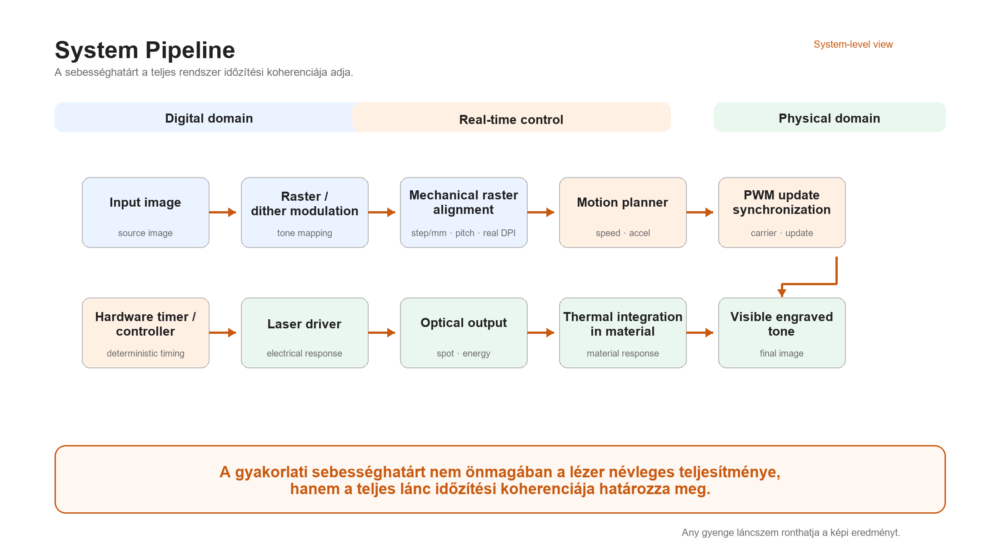 System Pipeline
System-level view
A sebességhatárt a teljes rendszer időzítési koherenciája adja.
Digital domain
Real-time control
Physical domain
Input image
source image
Raster /
dither modulation
tone mapping
Mechanical raster
alignment
step/mm · pitch · real DPI
Motion planner
speed · accel
PWM update
synchronization
carrier · update
Hardware timer /
controller
deterministic timing
Laser driver
electrical response
Optical output
spot · energy
Thermal integration
in material
material response
Visible engraved
tone
final image
A gyakorlati sebességhatárt nem önmagában a lézer névleges teljesítménye,
hanem a teljes lánc időzítési koherenciája határozza meg.
Any gyenge láncszem ronthatja a képi eredményt.